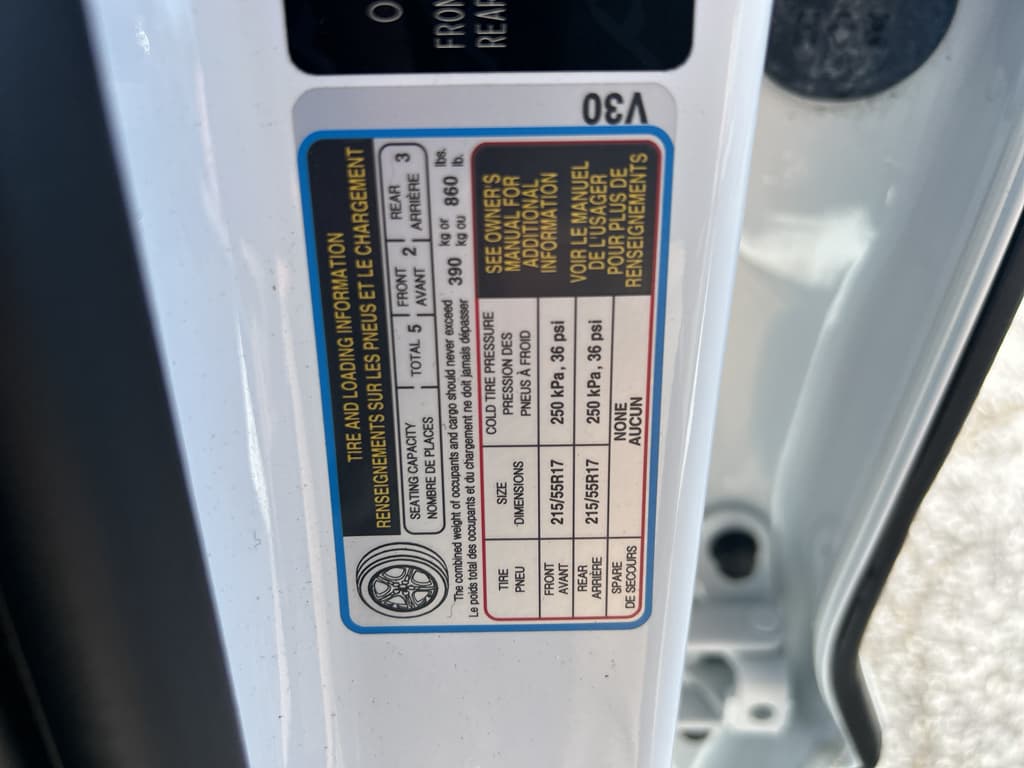 O
FRON
REAR
V30
TIRE AND LOADING INFORMATION
RENSEIGNEMENTS SUR LES PNEUS ET LE CHARGEMENT
SEATING CAPACITY
NOMBRE DE PLACES
TOTAL 5
FRONT
AVANT 2
REAR
ARRIÈRE 3
The combined weight of occupants and cargo should never exceed 390 kg or 860 lbs.
Le poids total des occupants et du chargement ne doit jamais dépasser kg ou lb.
TIRE
PNEU
SIZE
DIMENSIONS
COLD TIRE PRESSURE
PRESSION DES
PNEUS À FROID
FRONT
AVANT
215/55R17
250 kPa, 36 psi
REAR
ARRIÈRE
215/55R17
250 kPa, 36 psi
SPARE
DE SECOURS
NONE
AUCUN
SEE OWNER'S
MANUAL FOR
ADDITIONAL
INFORMATION
VOIR LE MANUEL
DE L'USAGER
POUR PLUS DE
RENSEIGNEMENTS